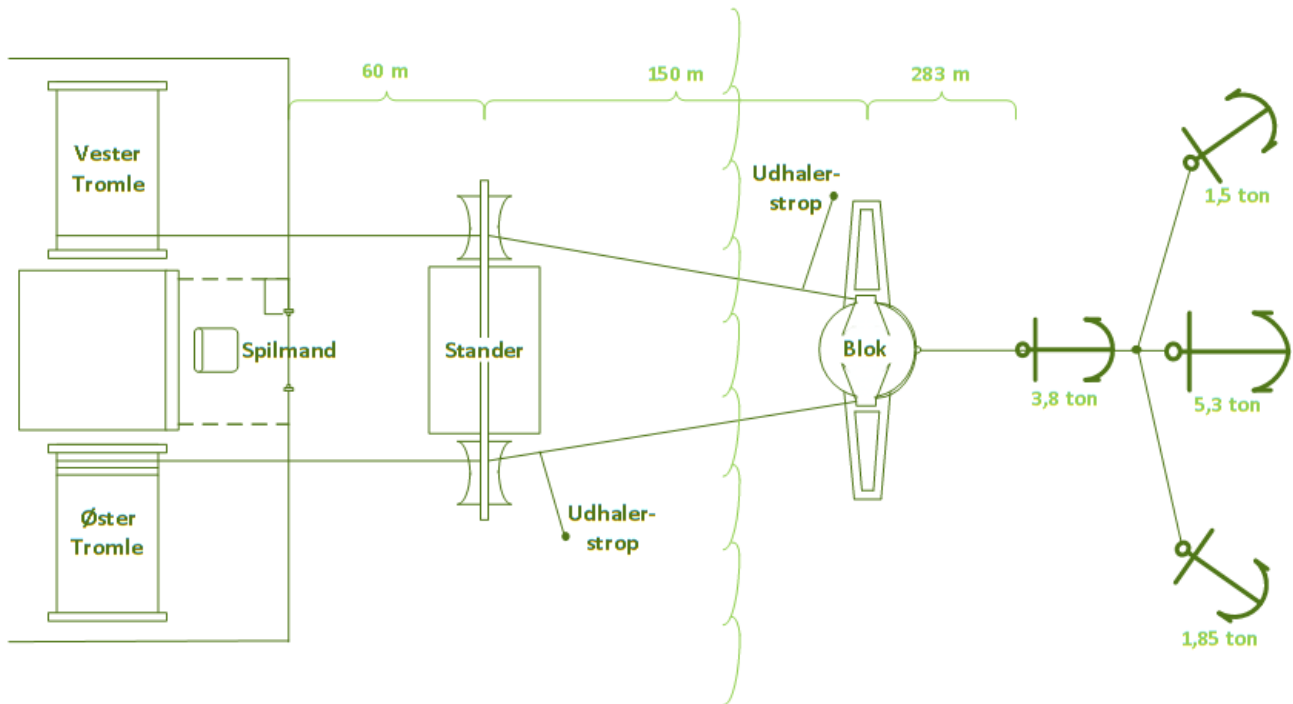 60 m
150 m
283 m
Vester
Tromle
Udhaler-
strop
1,5 ton
Spilmand
Stander
Blok
3,8 ton
5,3 ton
Øster
Tromle
Udhaler-
strop
1,85 ton